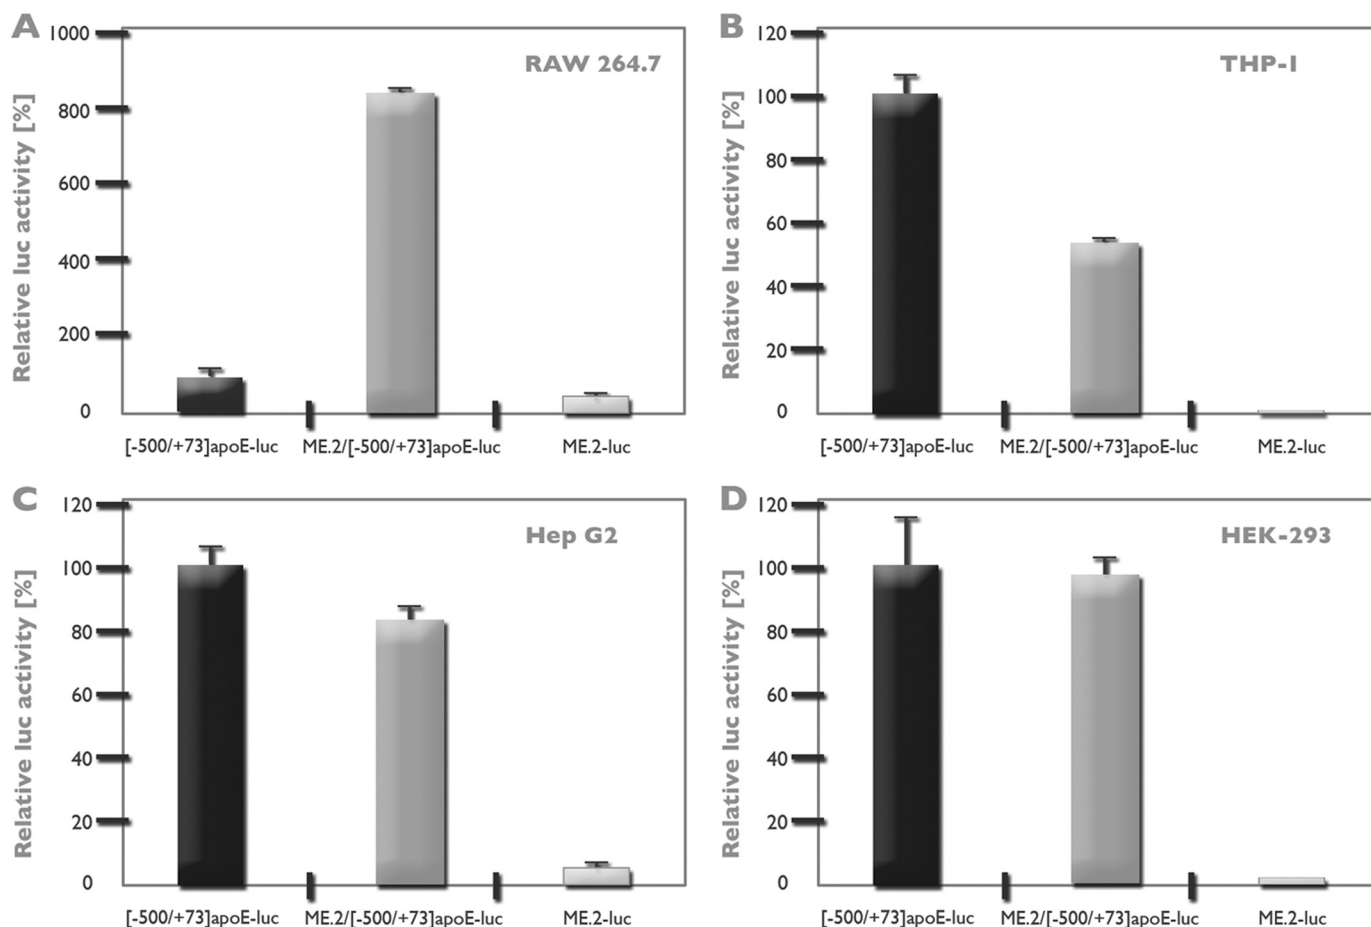 A
RAW 264.7
Relative luc activity [%]
1000
800
600
400
200
0
[-500/+73]apoE-luc
ME.2/[-500/+73]apoE-luc
ME.2-luc
B
THP-1
Relative luc activity [%]
120
100
80
60
40
20
0
[-500/+73]apoE-luc
ME.2/[-500/+73]apoE-luc
ME.2-luc
C
Hep G2
Relative luc activity [%]
120
100
80
60
40
20
0
[-500/+73]apoE-luc
ME.2/[-500/+73]apoE-luc
ME.2-luc
D
HEK-293
Relative luc activity [%]
120
100
80
60
40
20
0
[-500/+73]apoE-luc
ME.2/[-500/+73]apoE-luc
ME.2-luc